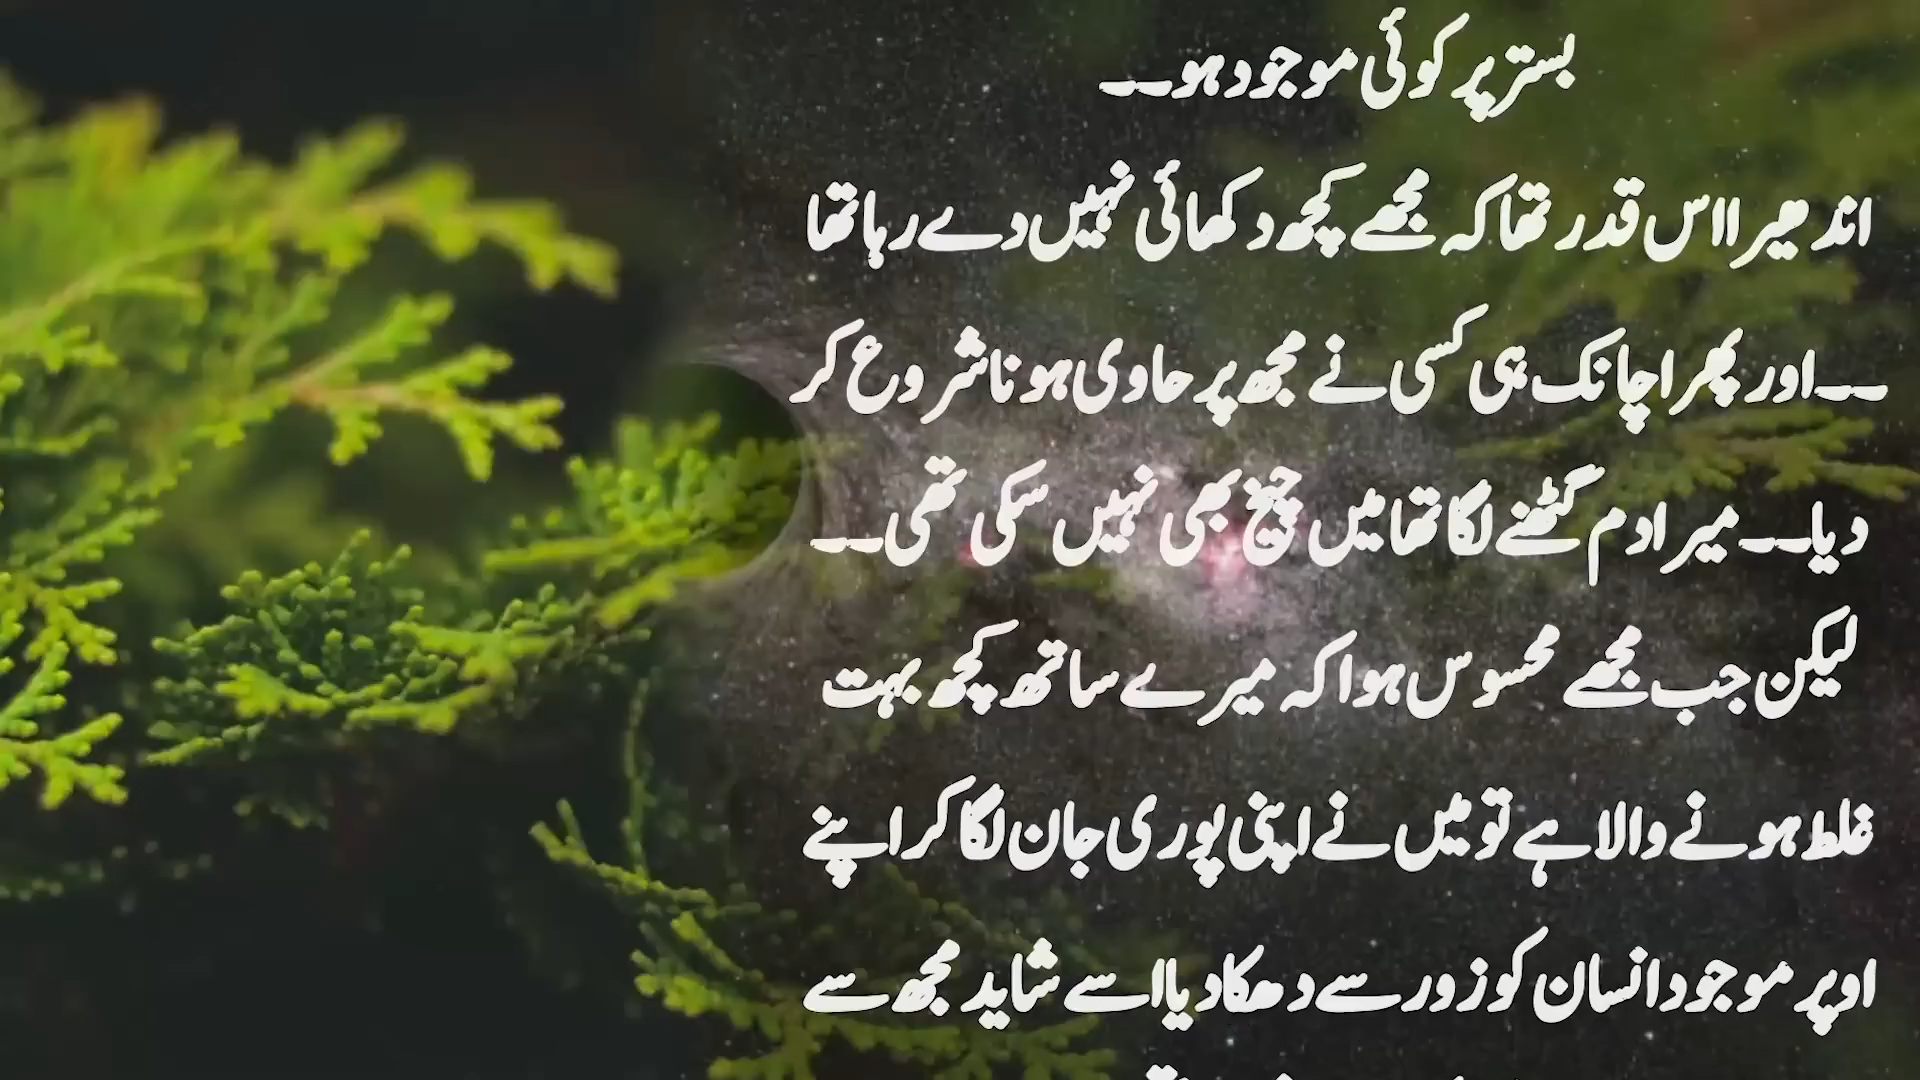 بستر پر کوئی موجود ہو۔۔
اندھیرا اس قدر تھا کہ مجھے کچھ دکھائی نہیں دے رہا تھا
۔۔اور پھر اچانک ہی کسی نے مجھ پر حاوی ہونا شروع کر
دیا۔۔ میرا دم گھٹنے لگا تھا میں چیخ بھی نہیں سکی تھی۔۔
لیکن جب مجھے محسوس ہوا کہ میرے ساتھ کچھ بہت
غلط ہونے والا ہے تو میں نے اپنی پوری جان لگا کر اپنے
اوپر موجود انسان کو زور سے دھکا دیا اسے شاید مجھ سے